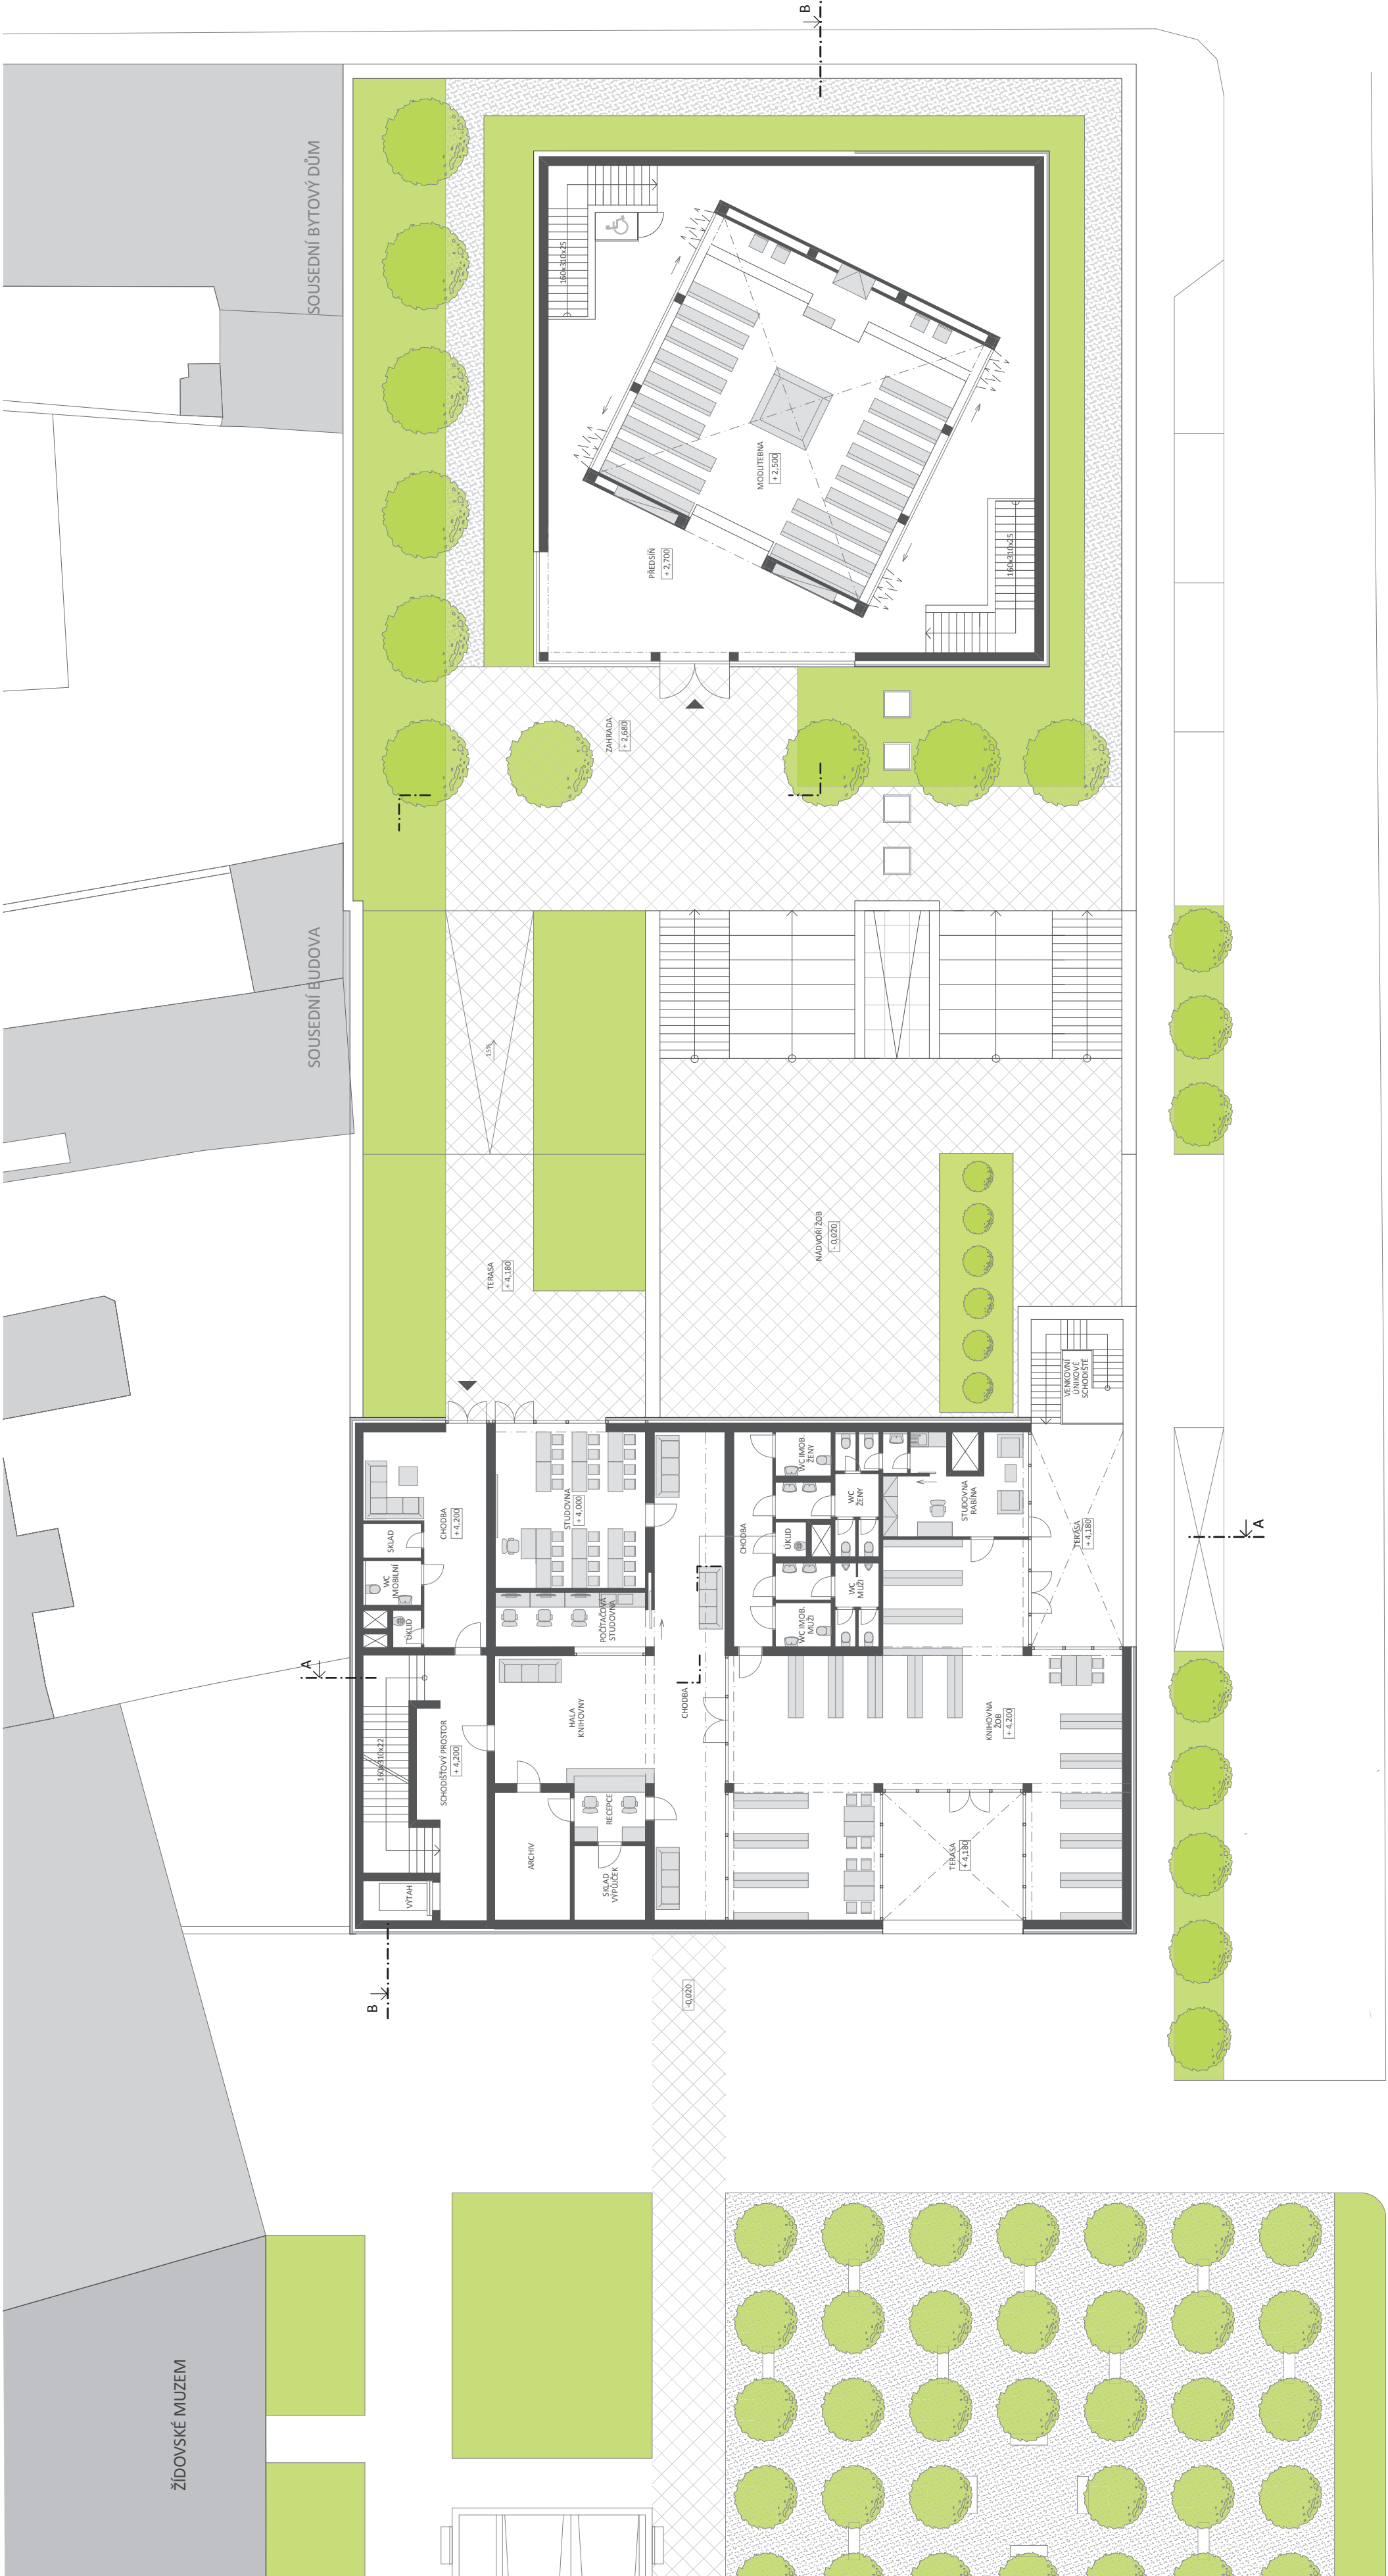 B
SOUSEDNÍ BYTOVÝ DŮM
160x310x25
MODLITEBNA
+ 2,500
PŘEDSÍŇ
+ 2,700
160x310x25
ZAHRADA
+ 2,680
SOUSEDNÍ BUDOVA
15%
TERASA
+ 4,180
NÁDVOŘÍ ŽOB
- 0,020
VENKOVNÍ
ÚNIKOVÉ
SCHODIŠTĚ
CHODBA
+ 4,200
SKLAD
WC
IMOBILNÍ
ÚKLID
STUDOVNA
+ 4,000
POČÍTAČOVÁ
STUDOVNA
CHODBA
WC IMOB.
ŽENY
WC
ŽENY
ÚKLID
WC
MUŽI
WC IMOB.
MUŽI
STUDOVNA
RABÍNA
TERASA
+ 4,180
A
A
160x310x22
SCHODIŠŤOVÝ PROSTOR
+ 4,200
HALA
KNIHOVNY
CHODBA
KNIHOVNA
ŽOB
+ 4,200
RECEPCE
ARCHIV
SKLAD
VÝPŮJČEK
TERASA
+ 4,180
VÝTAH
B
-0,020
ŽÍDOVSKÉ MUZEM